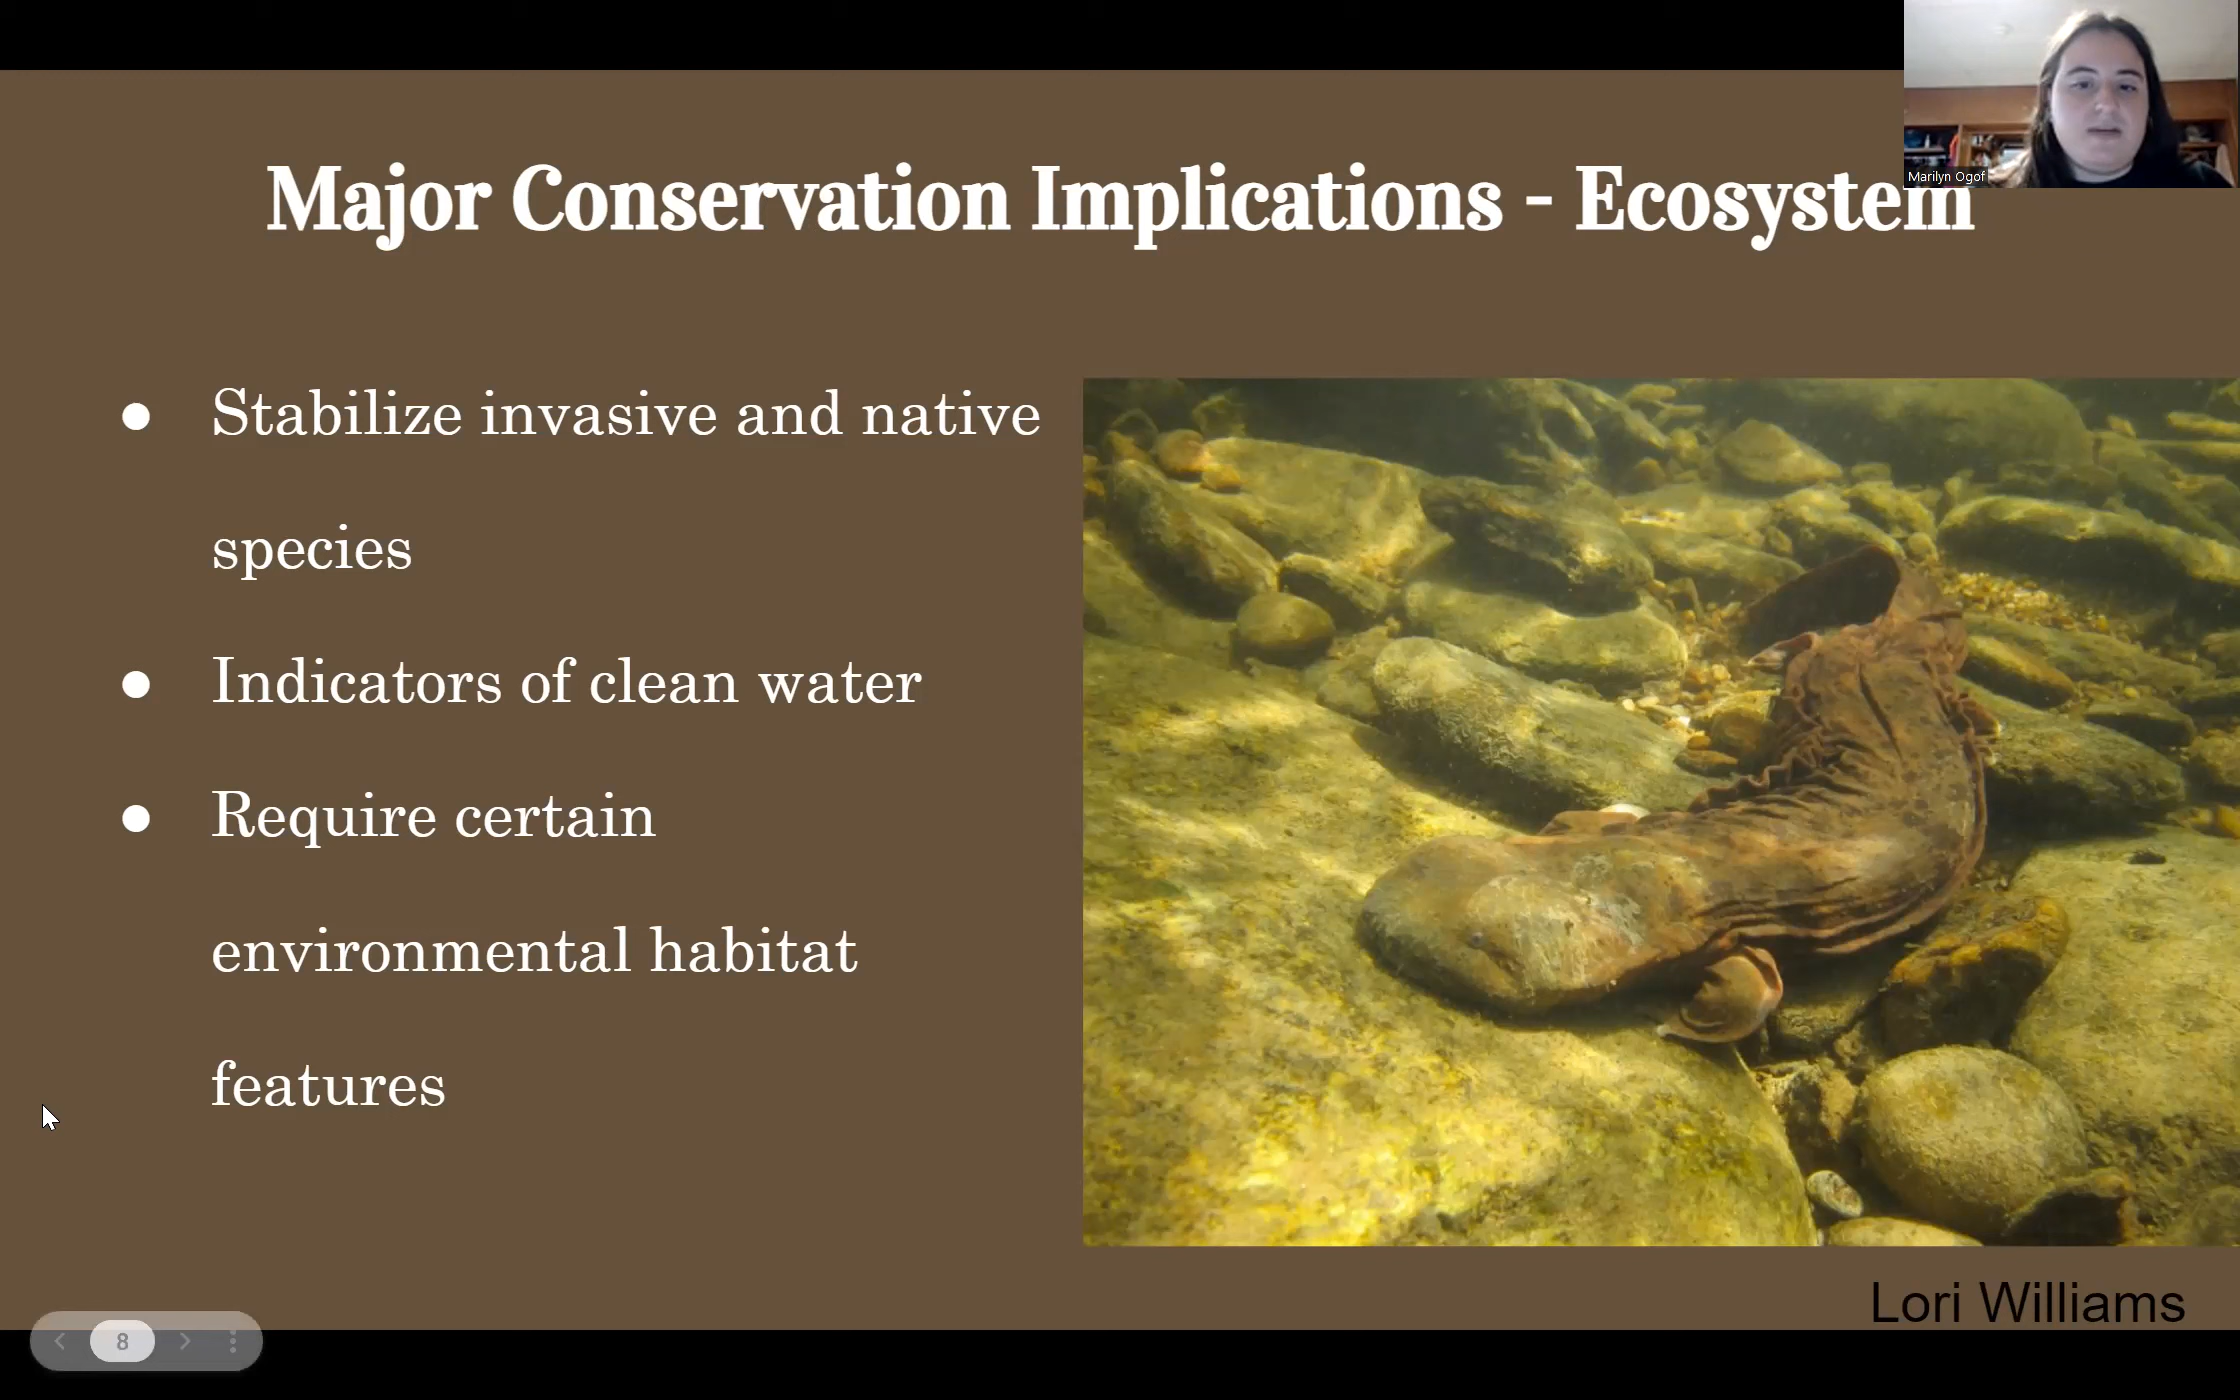 Marilyn Ogof
Major Conservation Implications - Ecosystem
● Stabilize invasive and native
species
● Indicators of clean water
● Require certain
environmental habitat
features
Lori Williams
8